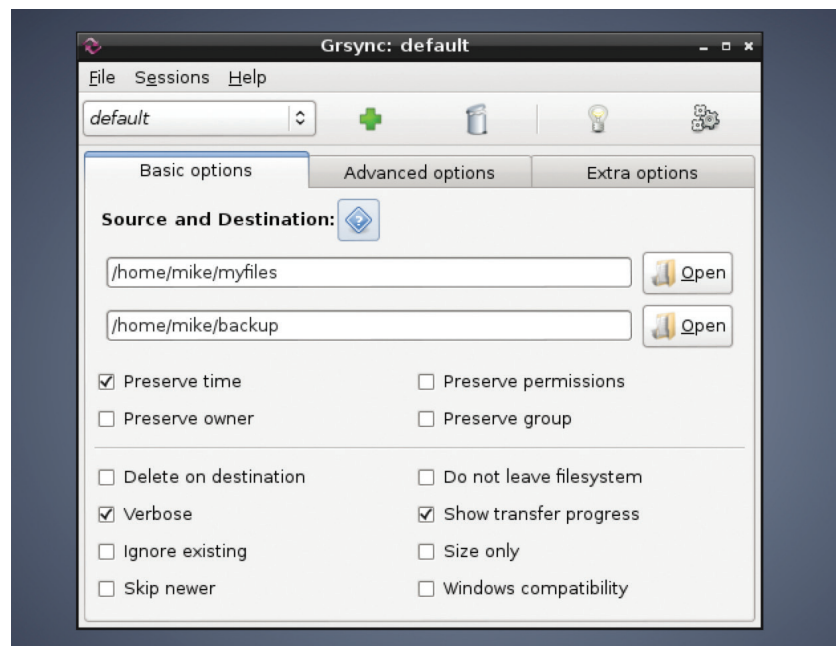 Grsync: default
File Sessions Help
default
Basic options Advanced options Extra options
Source and Destination:
/home/mike/myfiles Open
/home/mike/backup Open
Preserve time Preserve permissions
Preserve owner Preserve group
Delete on destination Do not leave filesystem
Verbose Show transfer progress
Ignore existing Size only
Skip newer Windows compatibility